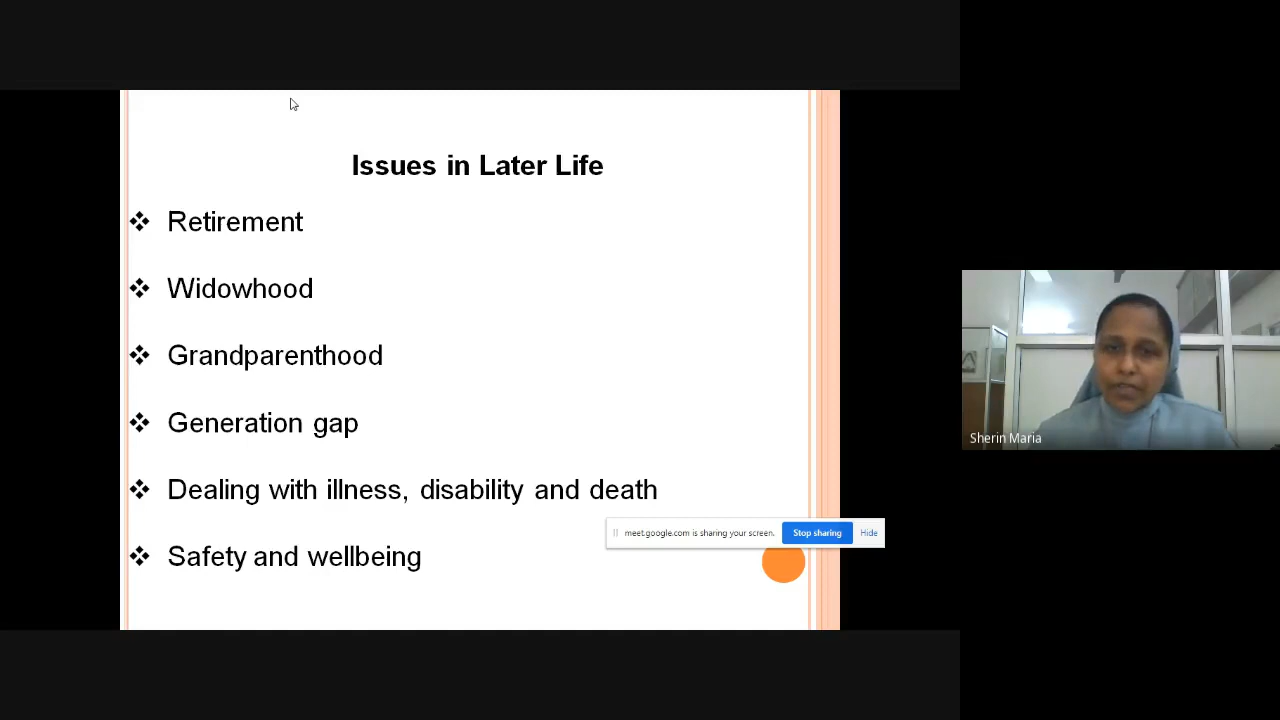 Issues in Later Life
Retirement
Widowhood
Grandparenthood
Generation gap
Dealing with illness, disability and death
meet.google.com is sharing your screen. Stop sharing Hide
Safety and wellbeing
Sherin Maria